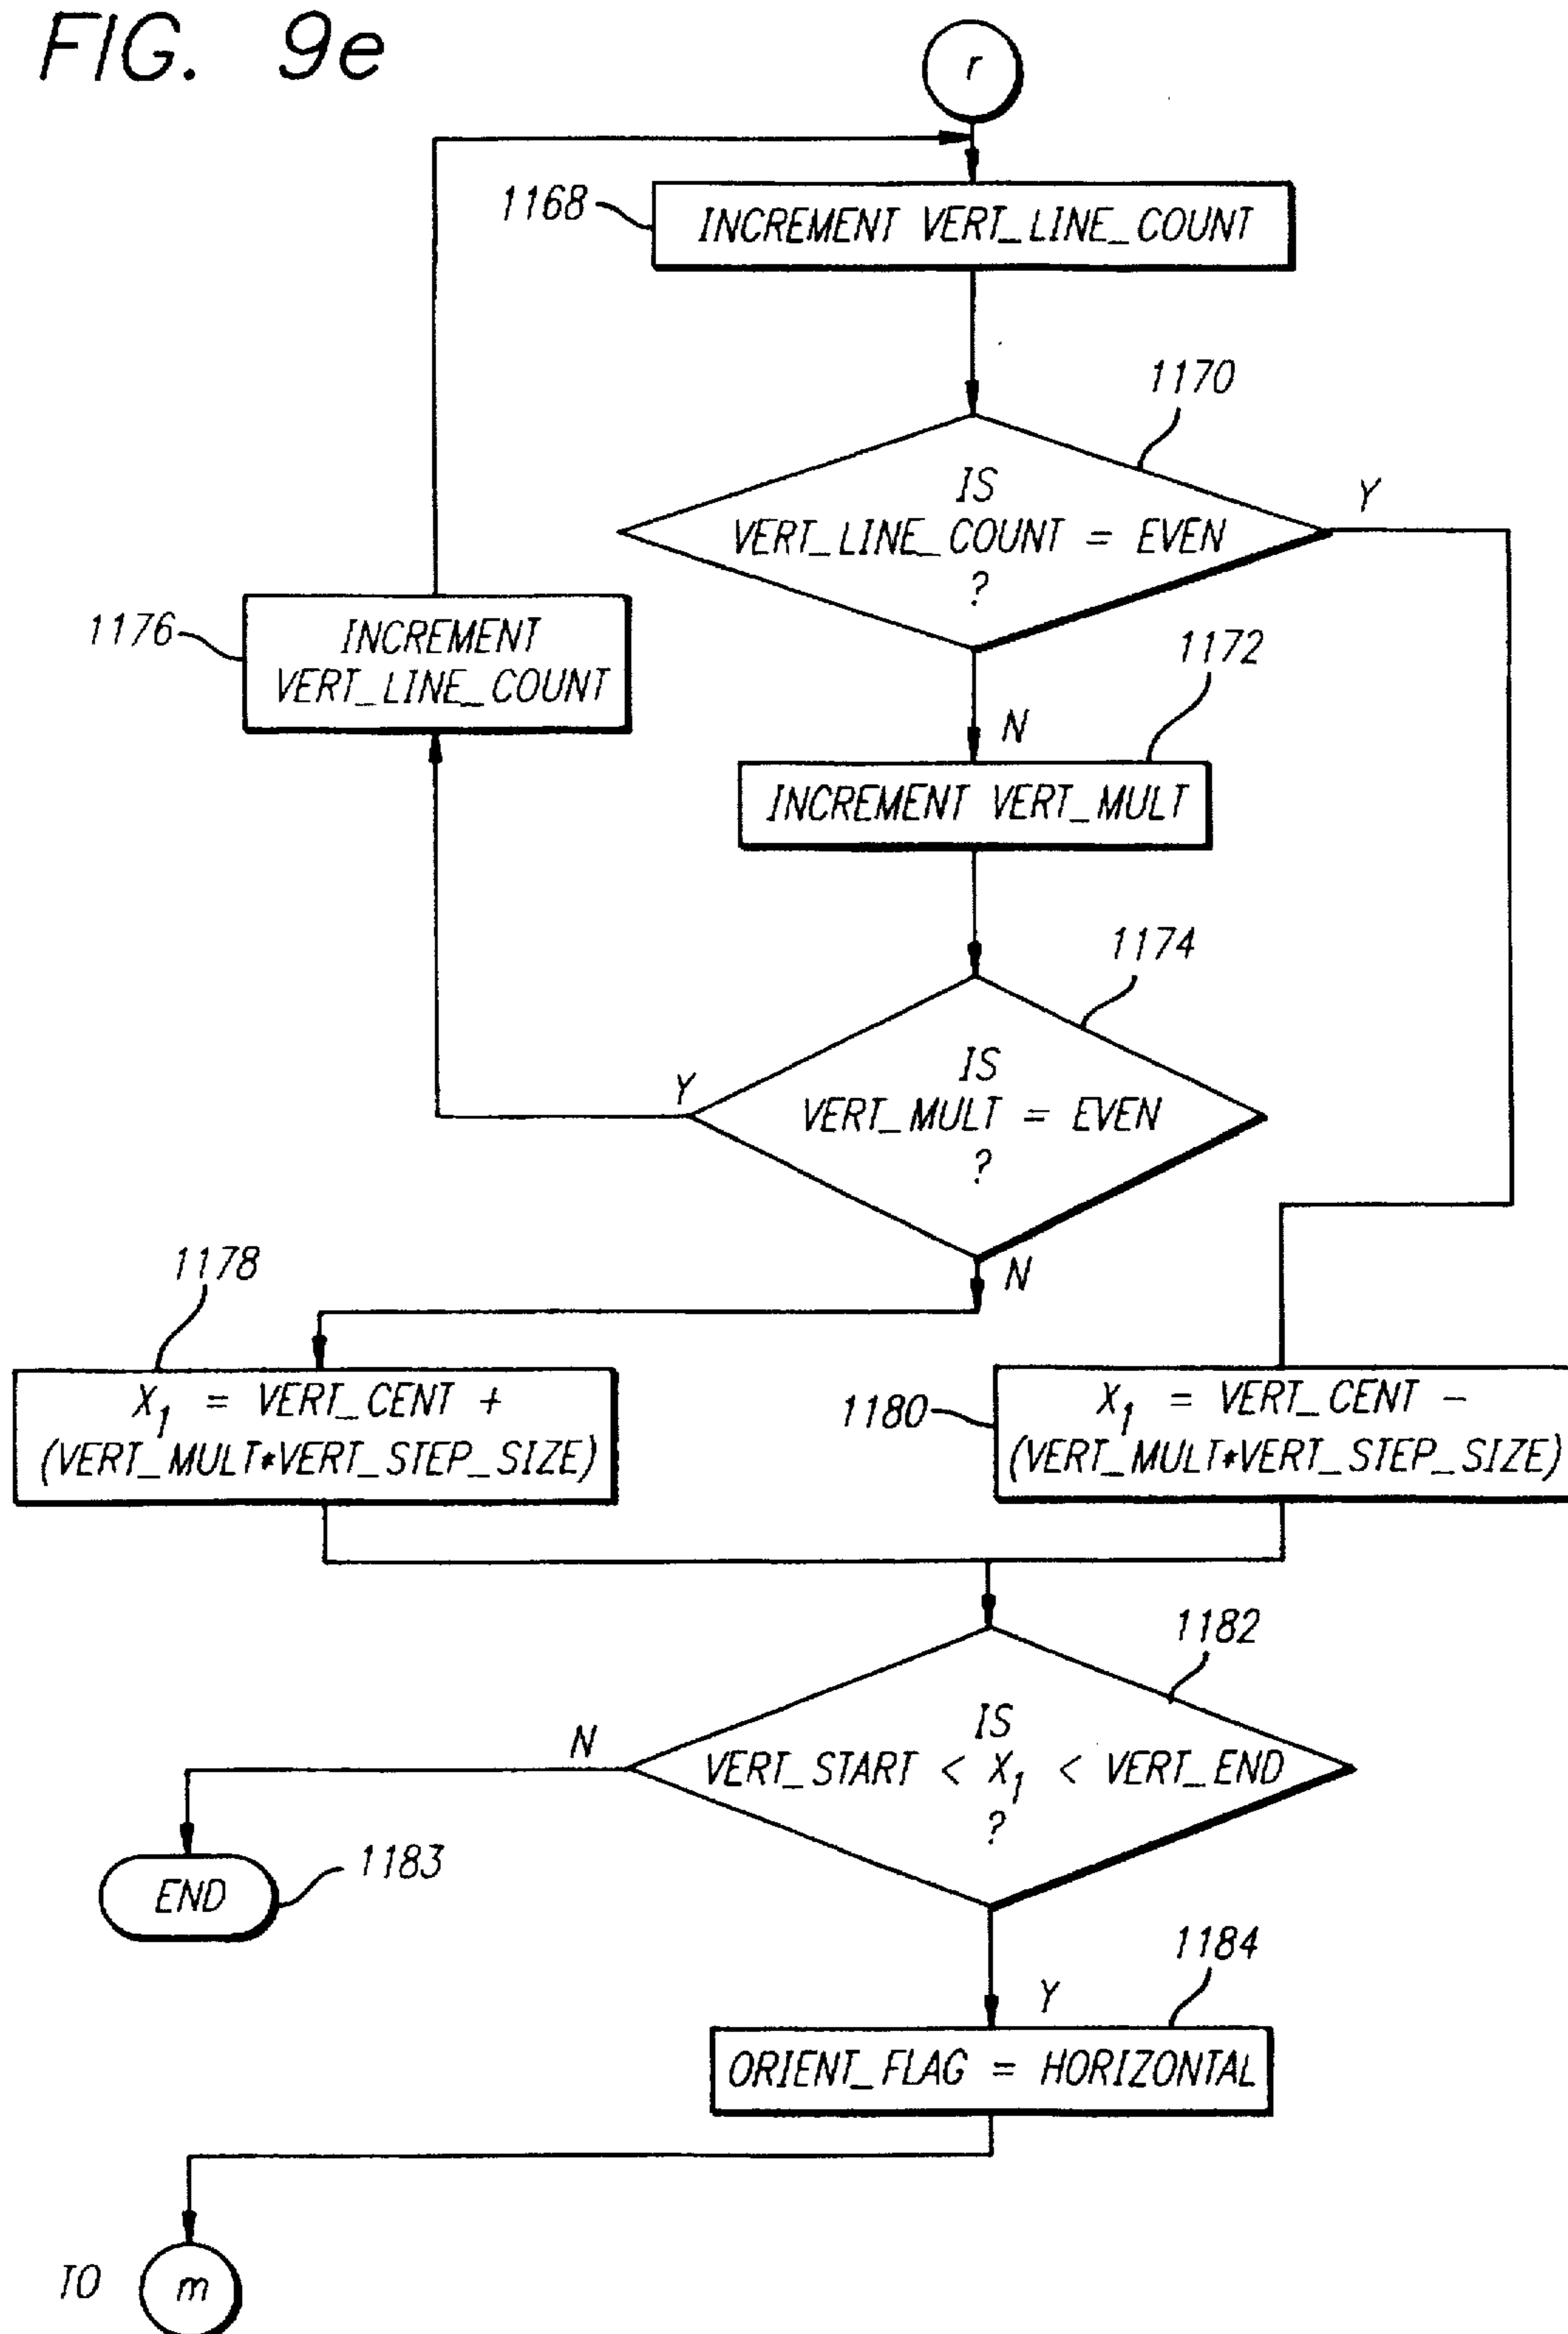 FIG. 9e
r
1168
INCREMENT VERT_LINE_COUNT
1170
IS
VERT_LINE_COUNT = EVEN
?
Y
1176
INCREMENT
VERT_LINE_COUNT
1172
N
INCREMENT VERT_MULT
1174
IS
VERT_MULT = EVEN
?
Y
N
1178
X1 = VERT_CENT +
(VERT_MULT*VERT_STEP_SIZE)
1180
X1 = VERT_CENT -
(VERT_MULT*VERT_STEP_SIZE)
1182
IS
VERT_START < X1 < VERT_END
?
N
1183
END
1184
Y
ORIENT_FLAG = HORIZONTAL
TO
m